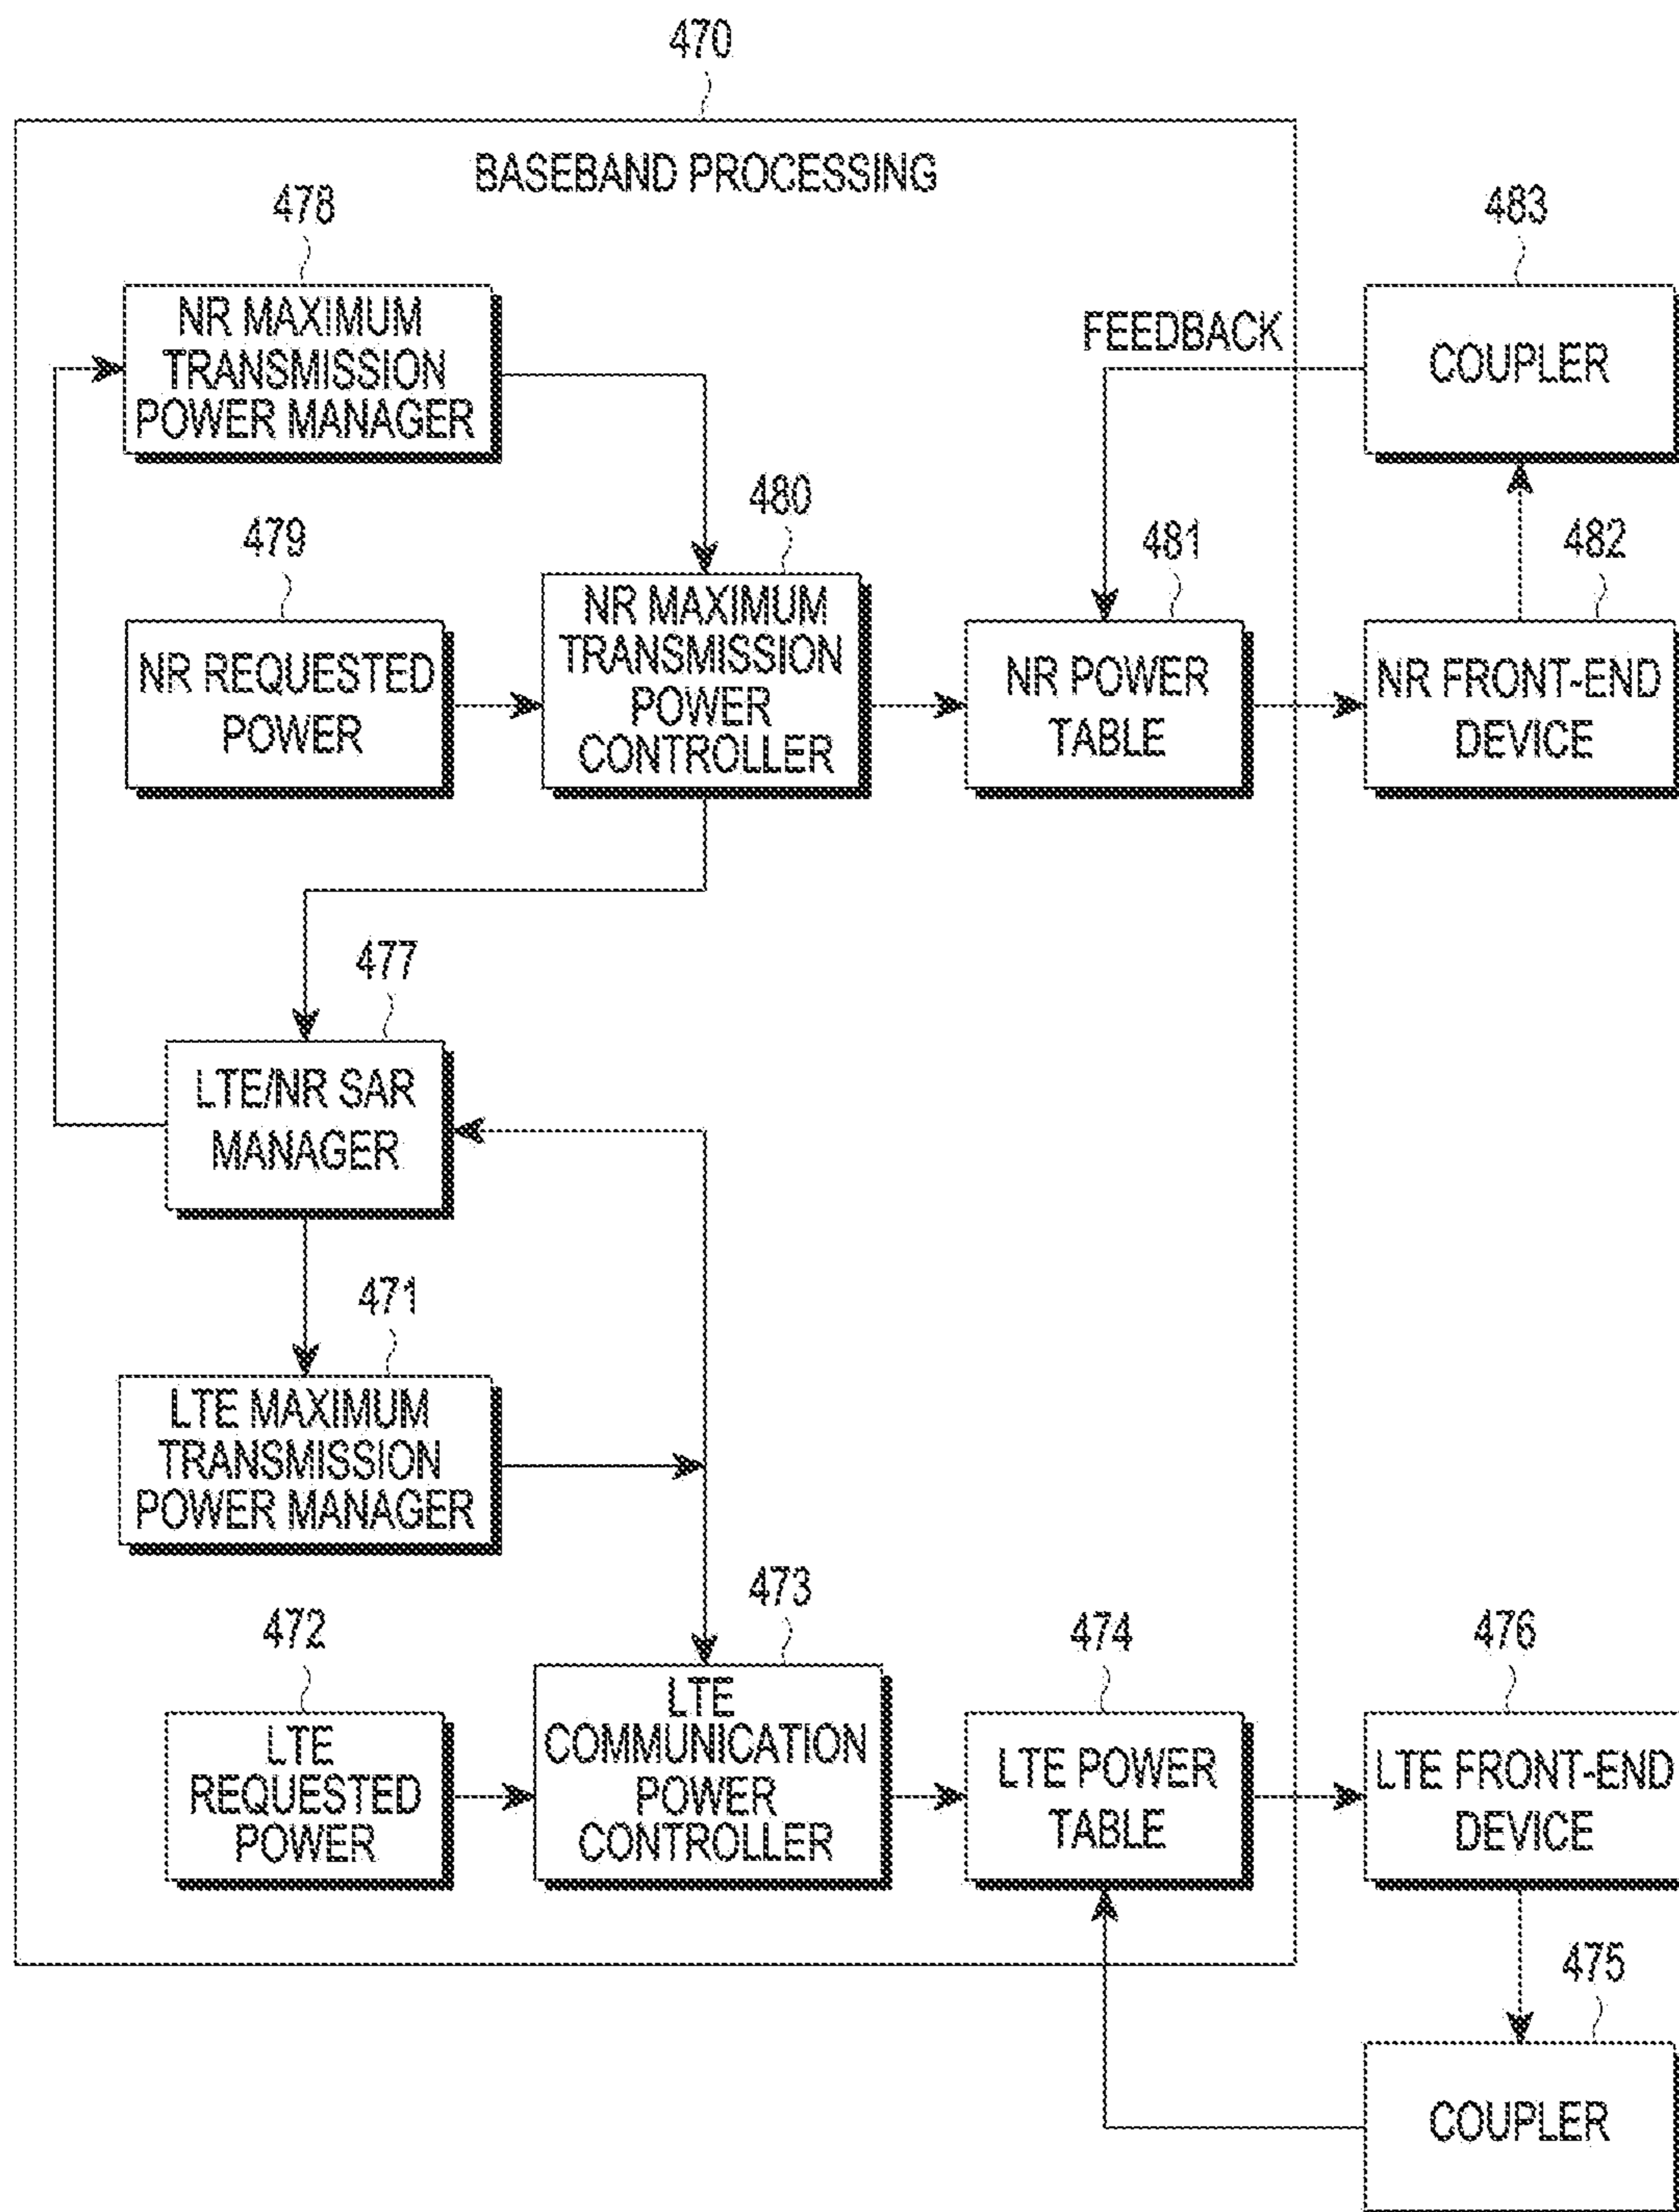 470
BASEBAND PROCESSING
478
NR MAXIMUM
TRANSMISSION
POWER MANAGER
483
COUPLER
FEEDBACK
479
NR REQUESTED
POWER
480
NR MAXIMUM
TRANSMISSION
POWER
CONTROLLER
481
NR POWER
TABLE
482
NR FRONT-END
DEVICE
477
LTE/NR SAR
MANAGER
471
LTE MAXIMUM
TRANSMISSION
POWER MANAGER
472
LTE
REQUESTED
POWER
473
LTE
COMMUNICATION
POWER
CONTROLLER
474
LTE POWER
TABLE
476
LTE FRONT-END
DEVICE
475
COUPLER